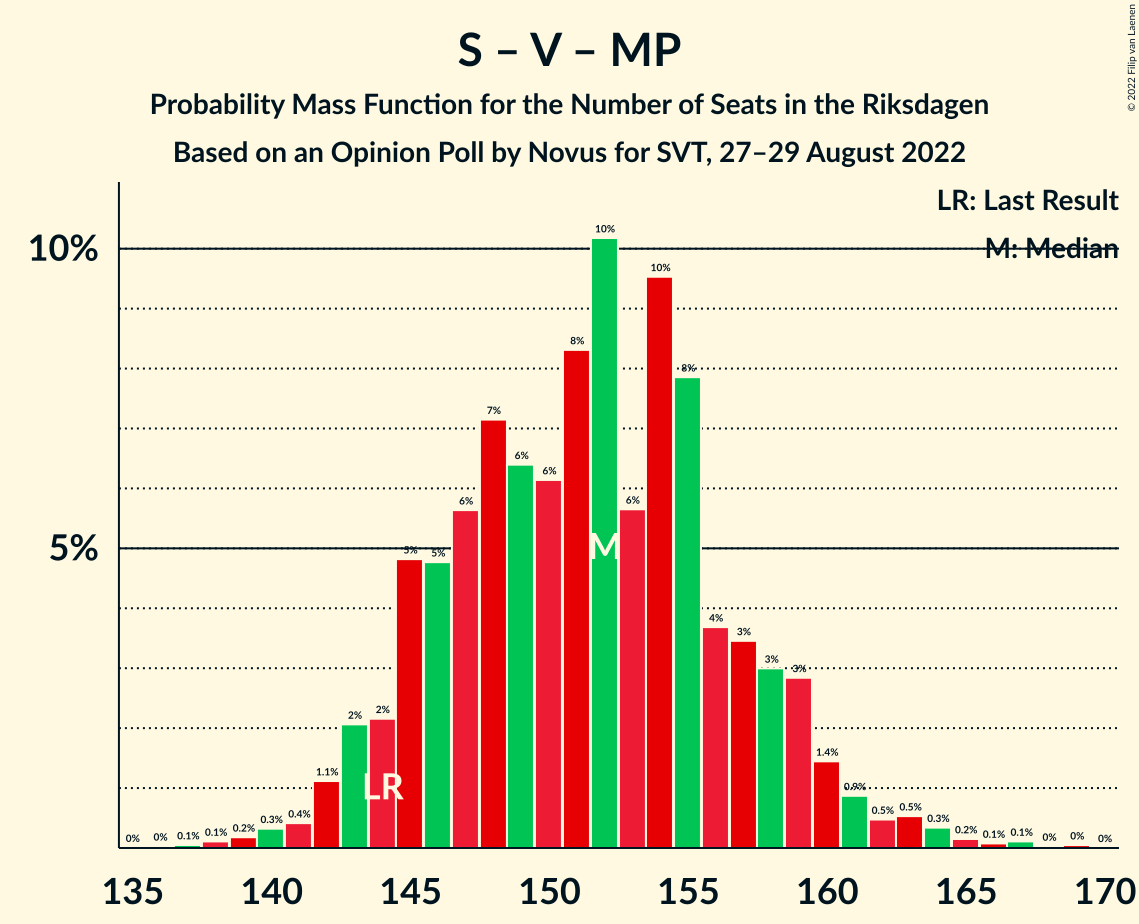 S – V – MP
Probability Mass Function for the Number of Seats in the Riksdagen
Based on an Opinion Poll by Novus for SVT, 27–29 August 2022
© 2022 Filip van Laenen
LR: Last Result
M: Median
10%
5%
0% 0% 0.1% 0.1% 0.2% 0.3% 0.4% 1.1% 2% 2% 5% 5% 6% 7% 6% 6% 8% 10% 6% 10% 8% 4% 3% 3% 3% 1.4% 0.9% 0.5% 0.5% 0.3% 0.2% 0.1% 0.1% 0% 0% 0%
M
LR
135 140 145 150 155 160 165 170